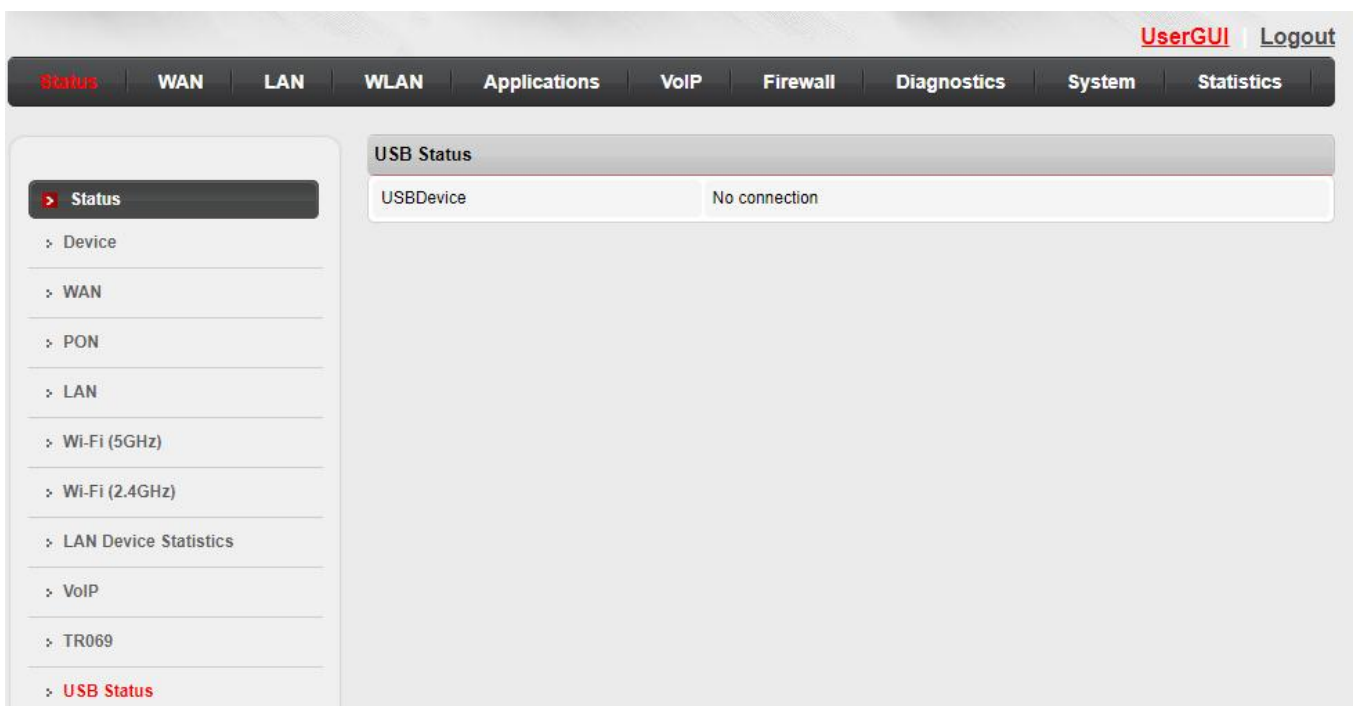 UserGUI Logout
Status WAN LAN WLAN Applications VoIP Firewall Diagnostics System Statistics
USB Status
USBDevice No connection
Status
Device
WAN
PON
LAN
Wi-Fi (5GHz)
Wi-Fi (2.4GHz)
LAN Device Statistics
VoIP
TR069
USB Status